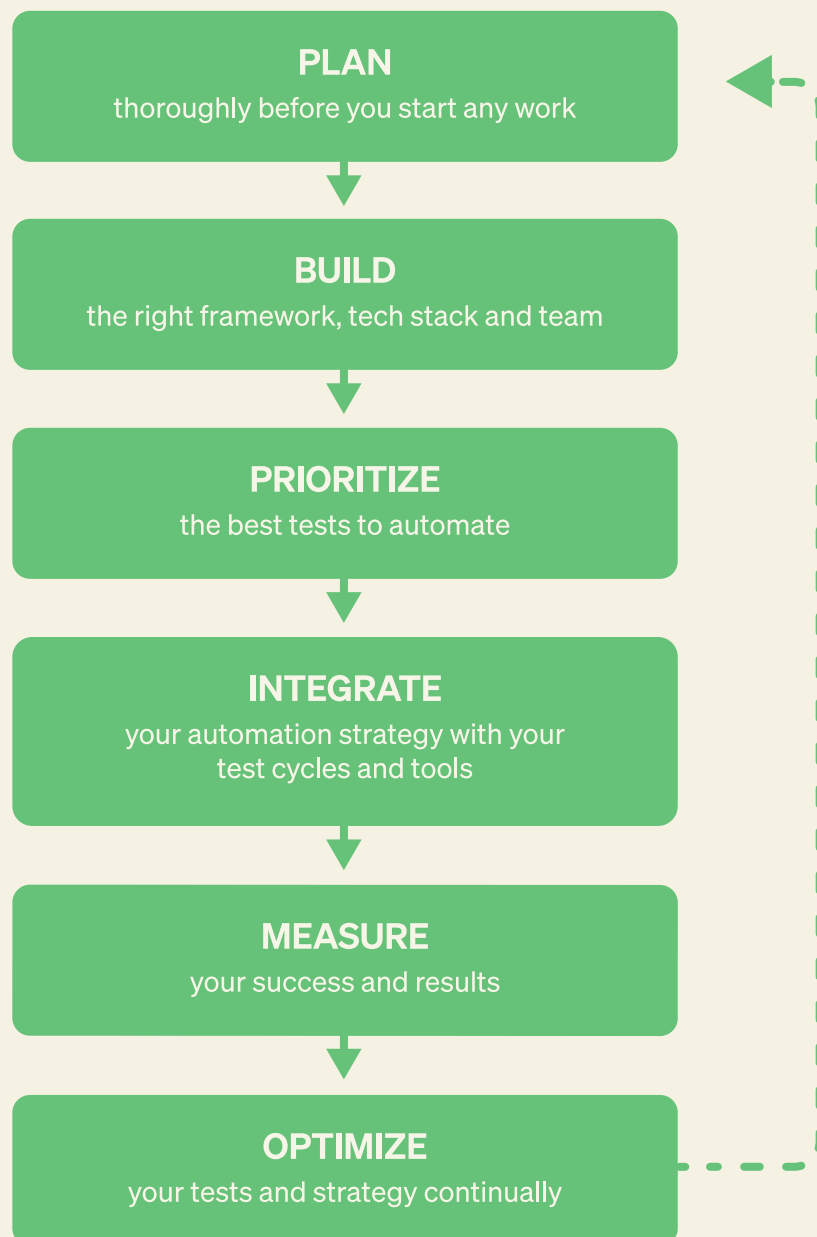 PLAN
thoroughly before you start any work
BUILD
the right framework, tech stack and team
PRIORITIZE
the best tests to automate
INTEGRATE
your automation strategy with your
test cycles and tools
MEASURE
your success and results
OPTIMIZE
your tests and strategy continually